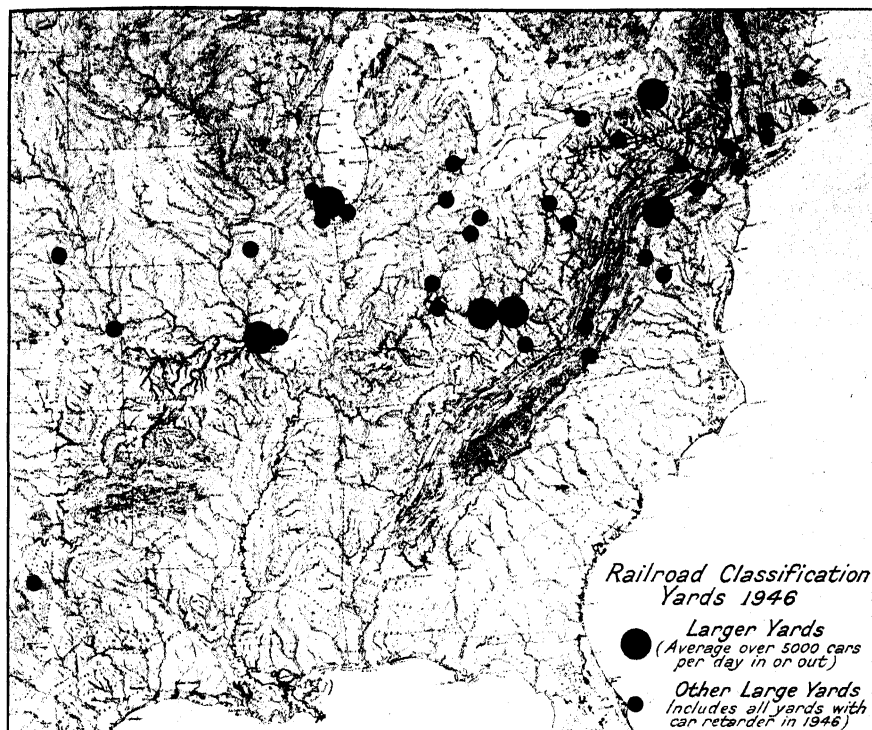 Railroad Classification
Yards 1946
Larger Yards
(Average over 5000 cars
per day in or out)
Other Large Yards
(Includes all yards with
car retarder in 1946)